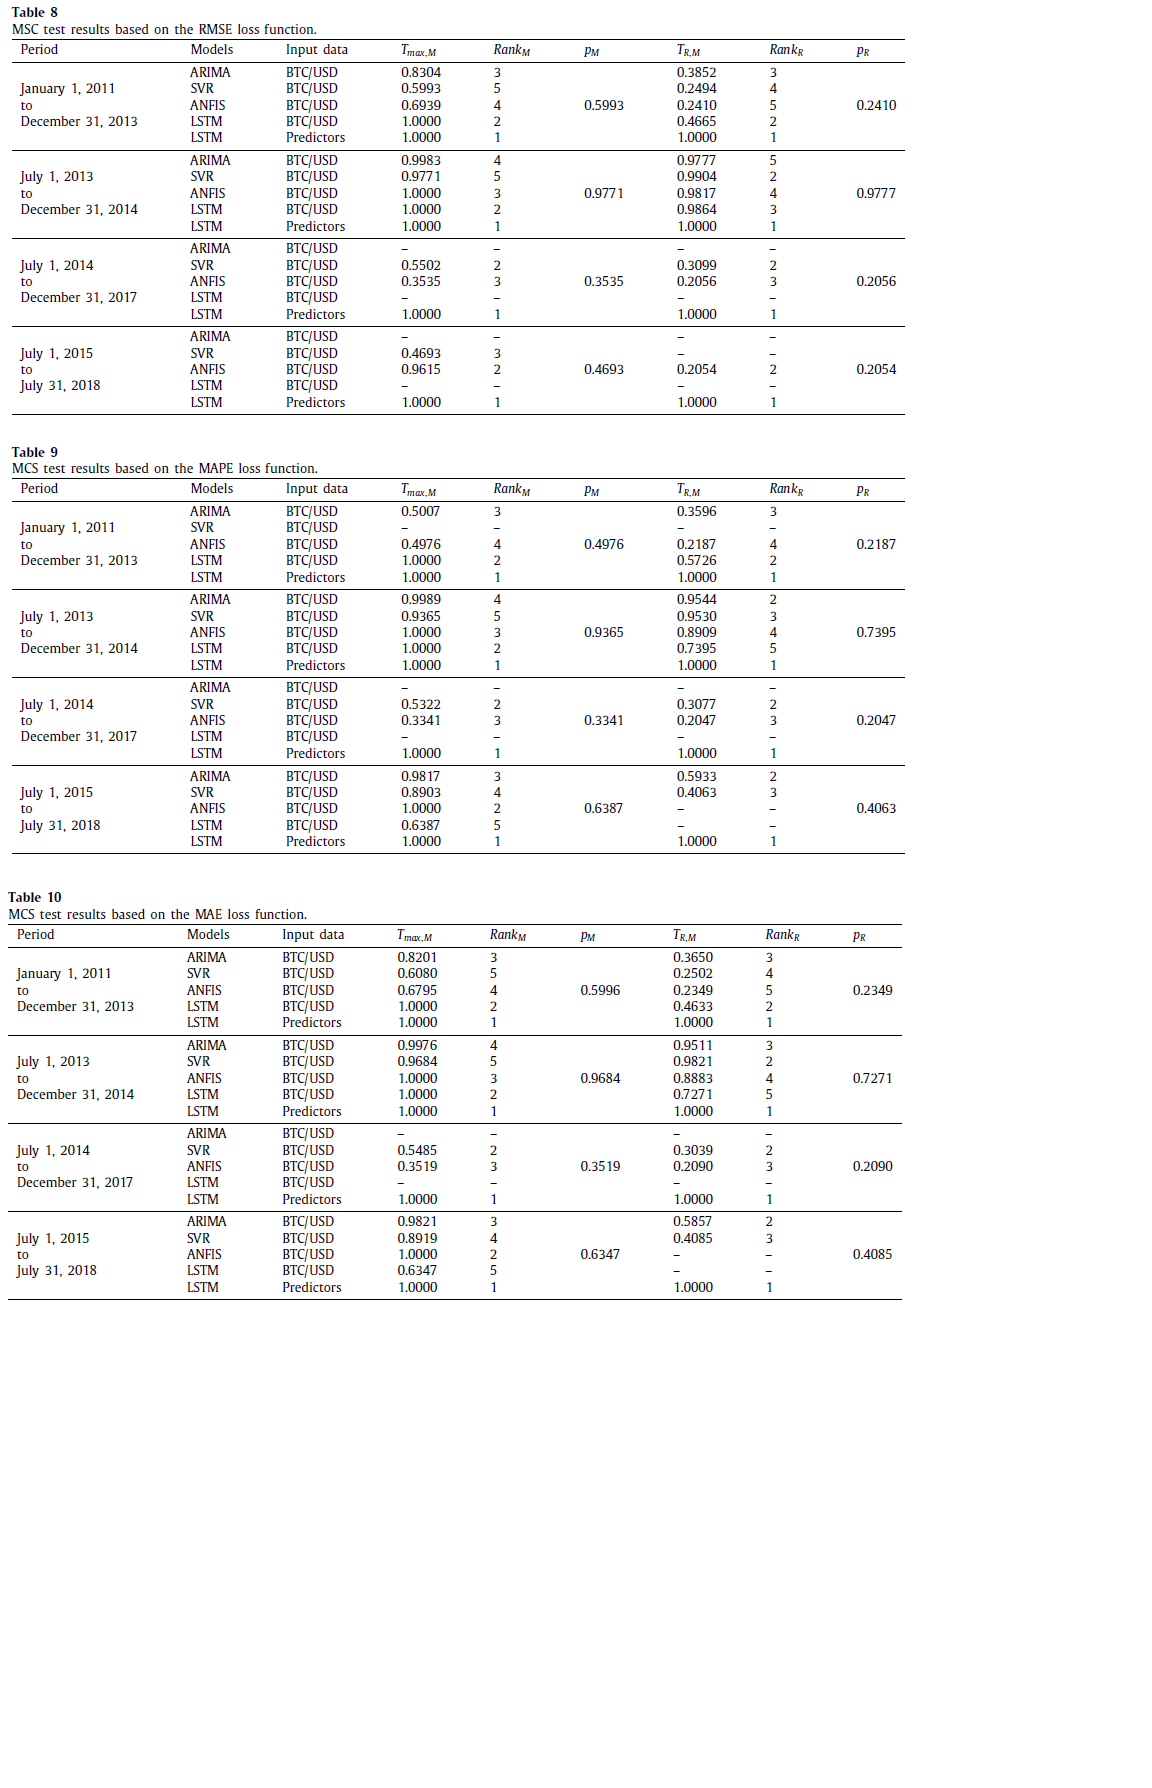 Table 8
MSC test results based on the RMSE loss function.
Period Models Input data Tmax,M RankM pM TR,M RankR pR
ARIMA BTC/USD 0.8304 3 0.3852 3
January 1, 2011 SVR BTC/USD 0.5993 5 0.2494 4
to ANFIS BTC/USD 0.6939 4 0.5993 0.2410 5 0.2410
December 31, 2013 LSTM BTC/USD 1.0000 2 0.4665 2
LSTM Predictors 1.0000 1 1.0000 1
ARIMA BTC/USD 0.9983 4 0.9777 5
July 1, 2013 SVR BTC/USD 0.9771 5 0.9904 2
to ANFIS BTC/USD 1.0000 3 0.9771 0.9817 4 0.9777
December 31, 2014 LSTM BTC/USD 1.0000 2 0.9864 3
LSTM Predictors 1.0000 1 1.0000 1
ARIMA BTC/USD – – – –
July 1, 2014 SVR BTC/USD 0.5502 2 0.3099 2
to ANFIS BTC/USD 0.3535 3 0.3535 0.2056 3 0.2056
December 31, 2017 LSTM BTC/USD – – – –
LSTM Predictors 1.0000 1 1.0000 1
ARIMA BTC/USD – – – –
July 1, 2015 SVR BTC/USD 0.4693 3 – –
to ANFIS BTC/USD 0.9615 2 0.4693 0.2054 2 0.2054
July 31, 2018 LSTM BTC/USD – – – –
LSTM Predictors 1.0000 1 1.0000 1
Table 9
MCS test results based on the MAPE loss function.
Period Models Input data Tmax,M RankM pM TR,M RankR pR
ARIMA BTC/USD 0.5007 3 0.3596 3
January 1, 2011 SVR BTC/USD – – – –
to ANFIS BTC/USD 0.4976 4 0.4976 0.2187 4 0.2187
December 31, 2013 LSTM BTC/USD 1.0000 2 0.5726 2
LSTM Predictors 1.0000 1 1.0000 1
ARIMA BTC/USD 0.9989 4 0.9544 2
July 1, 2013 SVR BTC/USD 0.9365 5 0.9530 3
to ANFIS BTC/USD 1.0000 3 0.9365 0.8909 4 0.7395
December 31, 2014 LSTM BTC/USD 1.0000 2 0.7395 5
LSTM Predictors 1.0000 1 1.0000 1
ARIMA BTC/USD – – – –
July 1, 2014 SVR BTC/USD 0.5322 2 0.3077 2
to ANFIS BTC/USD 0.3341 3 0.3341 0.2047 3 0.2047
December 31, 2017 LSTM BTC/USD – – – –
LSTM Predictors 1.0000 1 1.0000 1
ARIMA BTC/USD 0.9817 3 0.5933 2
July 1, 2015 SVR BTC/USD 0.8903 4 0.4063 3
to ANFIS BTC/USD 1.0000 2 0.6387 – – 0.4063
July 31, 2018 LSTM BTC/USD 0.6387 5 – –
LSTM Predictors 1.0000 1 1.0000 1
Table 10
MCS test results based on the MAE loss function.
Period Models Input data Tmax,M RankM pM TR,M RankR pR
ARIMA BTC/USD 0.8201 3 0.3650 3
January 1, 2011 SVR BTC/USD 0.6080 5 0.2502 4
to ANFIS BTC/USD 0.6795 4 0.5996 0.2349 5 0.2349
December 31, 2013 LSTM BTC/USD 1.0000 2 0.4633 2
LSTM Predictors 1.0000 1 1.0000 1
ARIMA BTC/USD 0.9976 4 0.9511 3
July 1, 2013 SVR BTC/USD 0.9684 5 0.9821 2
to ANFIS BTC/USD 1.0000 3 0.9684 0.8883 4 0.7271
December 31, 2014 LSTM BTC/USD 1.0000 2 0.7271 5
LSTM Predictors 1.0000 1 1.0000 1
ARIMA BTC/USD – – – –
July 1, 2014 SVR BTC/USD 0.5485 2 0.3039 2
to ANFIS BTC/USD 0.3519 3 0.3519 0.2090 3 0.2090
December 31, 2017 LSTM BTC/USD – – – –
LSTM Predictors 1.0000 1 1.0000 1
ARIMA BTC/USD 0.9821 3 0.5857 2
July 1, 2015 SVR BTC/USD 0.8919 4 0.4085 3
to ANFIS BTC/USD 1.0000 2 0.6347 – – 0.4085
July 31, 2018 LSTM BTC/USD 0.6347 5 – –
LSTM Predictors 1.0000 1 1.0000 1